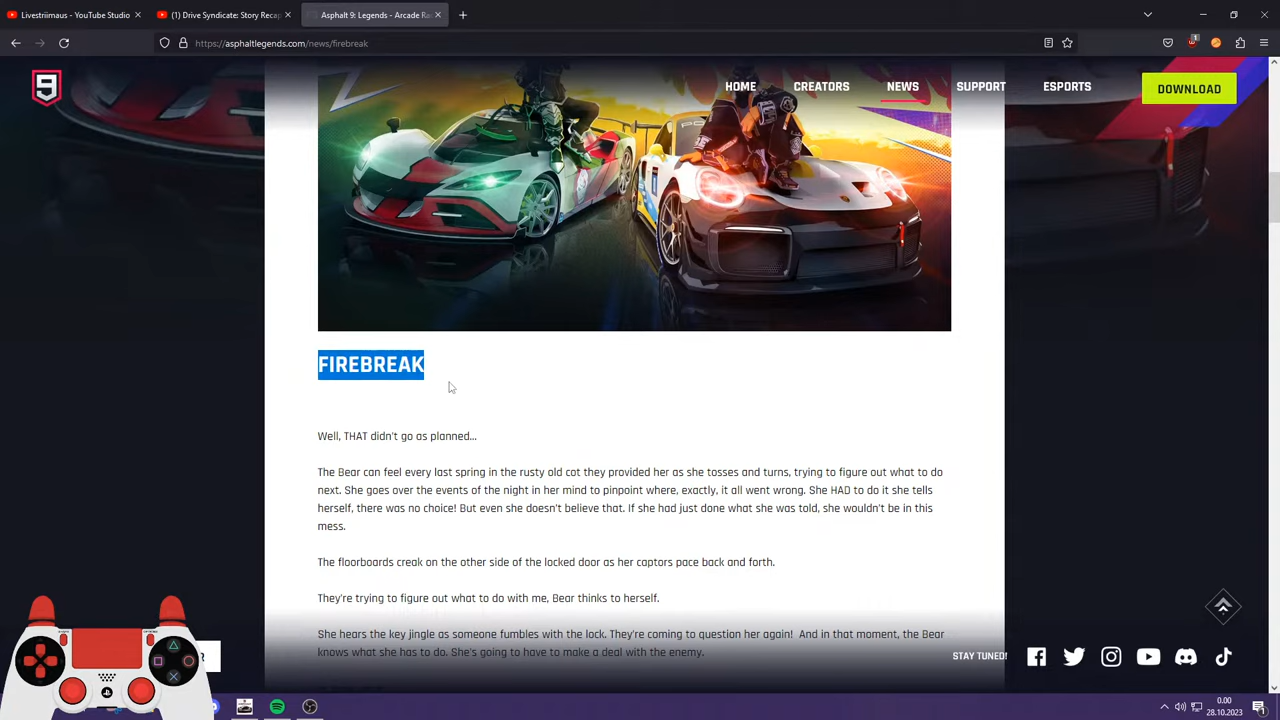 Livestriimaus - YouTube Studio
(1) Drive Syndicate: Story Recap
Asphalt 9: Legends - Arcade Ra
https://asphaltlegends.com/news/firebreak
1
9
HOME
CREATORS
NEWS
SUPPORT
ESPORTS
DOWNLOAD
FIREBREAK
Well, THAT didn't go as planned...
The Bear can feel every last spring in the rusty old cot they provided her as she tosses and turns, trying to figure out what to do
next. She goes over the events of the night in her mind to pinpoint where, exactly, it all went wrong. She HAD to do it she tells
herself, there was no choice! But even she doesn't believe that. If she had just done what she was told, she wouldn't be in this
mess.
The floorboards creak on the other side of the locked door as her captors pace back and forth.
They're trying to figure out what to do with me, Bear thinks to herself.
She hears the key jingle as someone fumbles with the lock. They're coming to question her again! And in that moment, the Bear
knows what she has to do. She's going to have to make a deal with the enemy.
STAY TUNED!
0.00
28.10.2023
1